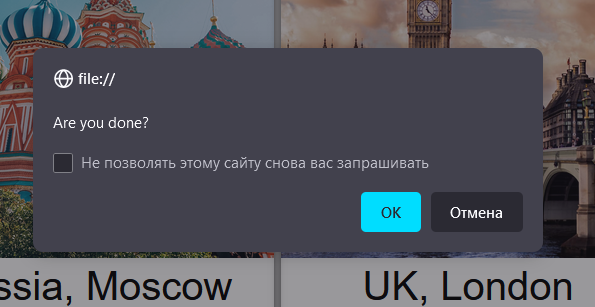 file://
Are you done?
Не позволять этому сайту снова вас запрашивать
OK
Отмена
ssia, Moscow
UK, London